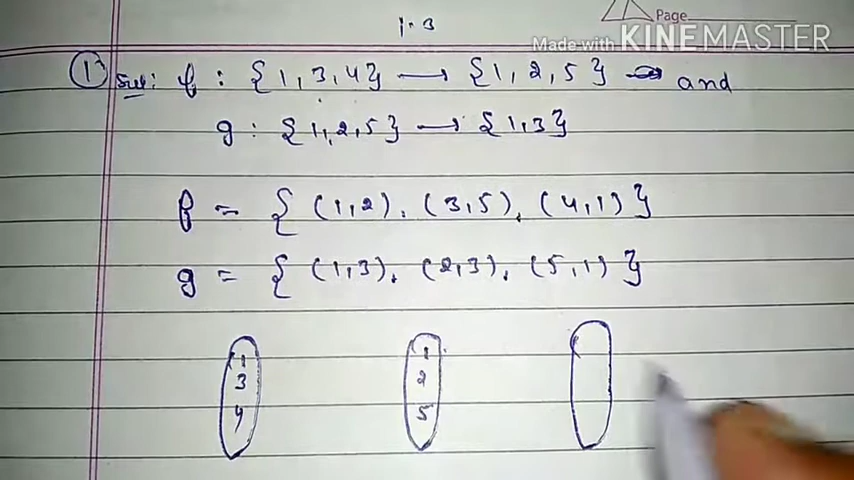 1.3
Page
Made with KINEMASTER
① Sol: f : {1, 3, 4} → {1, 2, 5} and
g : {1, 2, 5} → {1, 3}
f = { (1, 2), (3, 5), (4, 1) }
g = { (1, 3), (2, 3), (5, 1) }
1 1
3 2
4 5